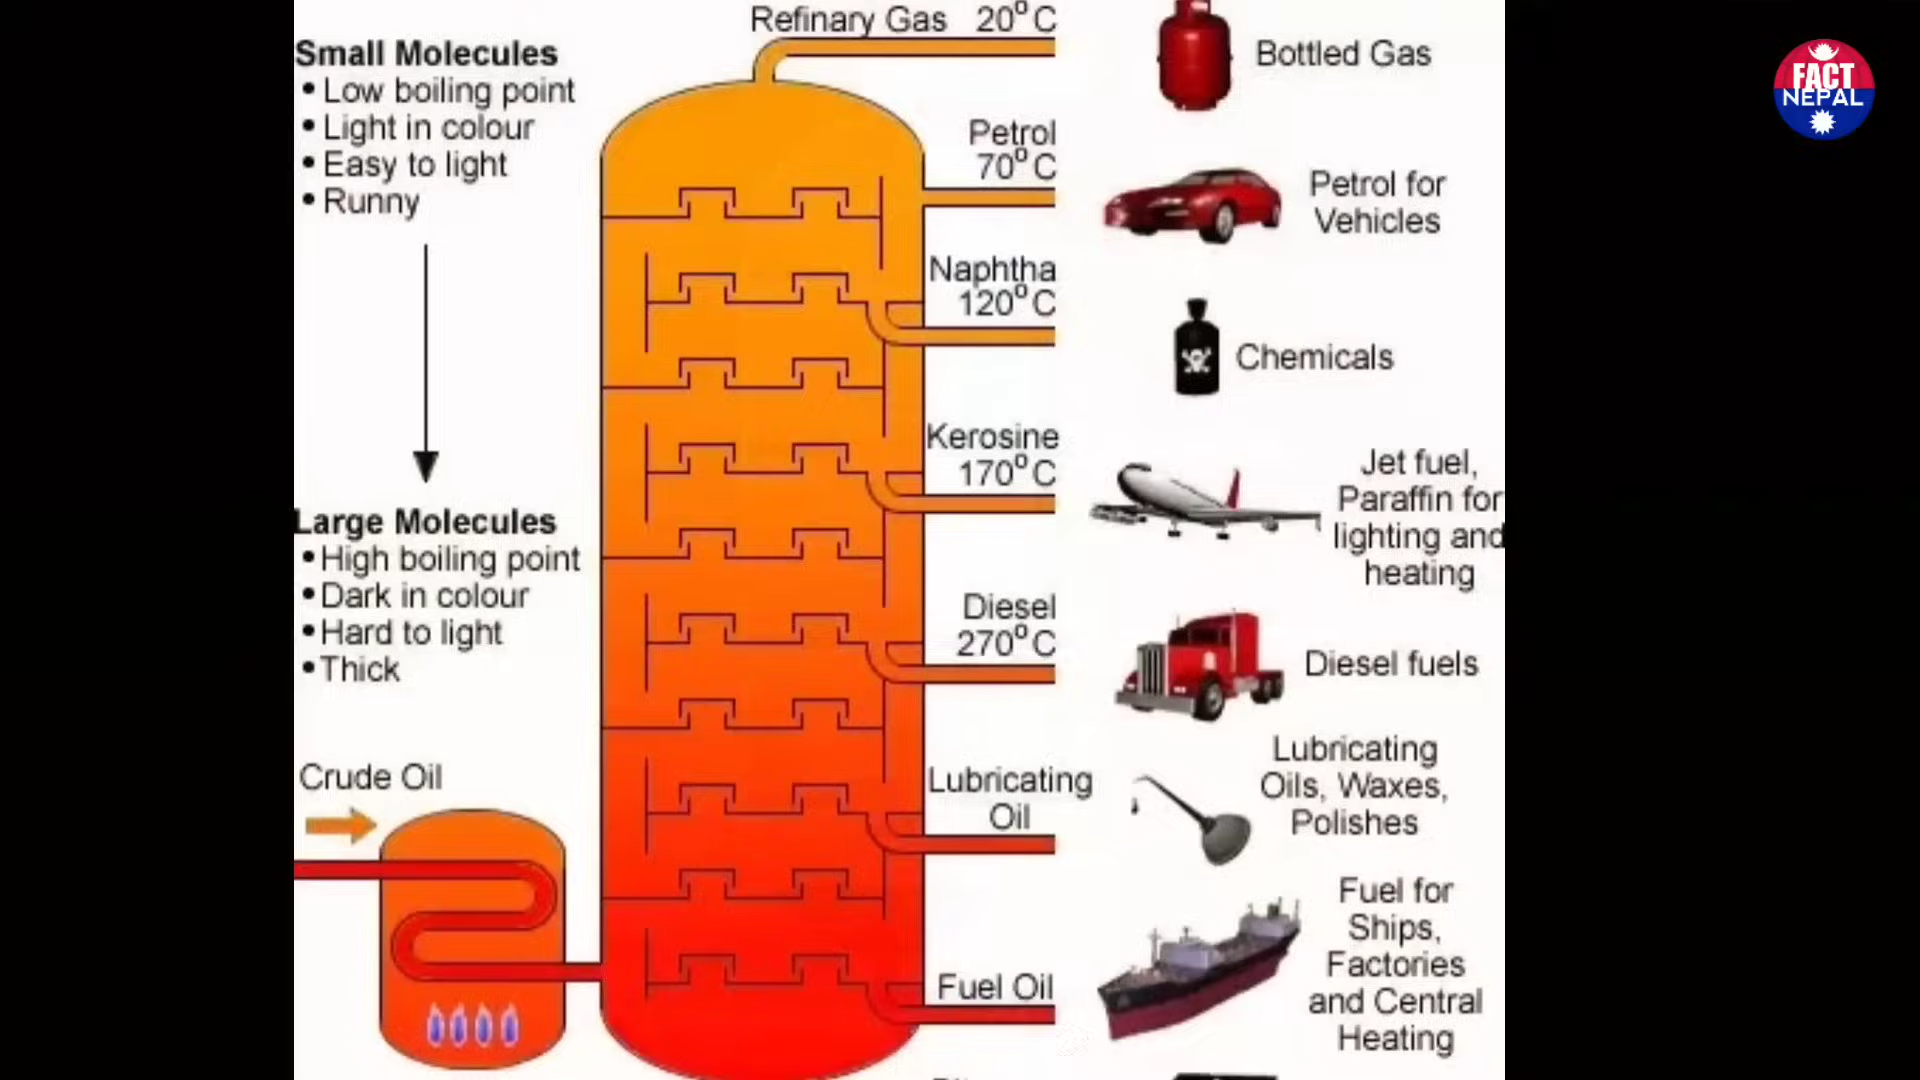 Refinary Gas 20°C
Small Molecules
• Low boiling point
• Light in colour
• Easy to light
• Runny
Large Molecules
• High boiling point
• Dark in colour
• Hard to light
• Thick
Crude Oil
Petrol
70°C
Naphtha
120°C
Kerosine
170°C
Diesel
270°C
Lubricating
Oil
Fuel Oil
Bottled Gas
Petrol for
Vehicles
Chemicals
Jet fuel,
Paraffin for
lighting and
heating
Diesel fuels
Lubricating
Oils, Waxes,
Polishes
Fuel for
Ships,
Factories
and Central
Heating
FACT
NEPAL